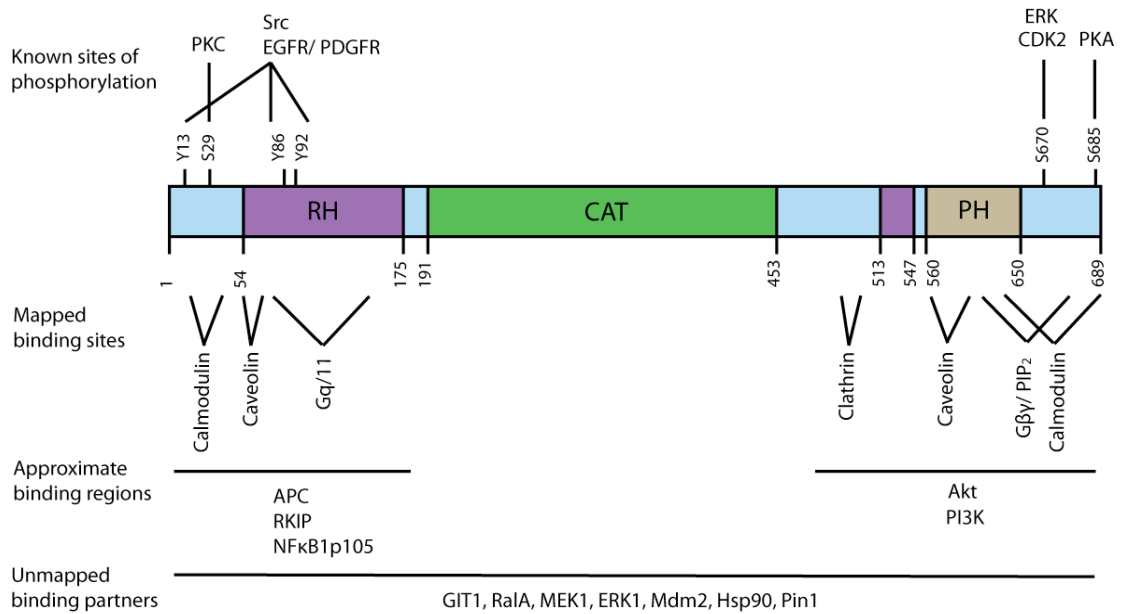 Known sites of
phosphorylation
PKC
Src
EGFR/ PDGFR
ERK
CDK2
PKA
Y13
S29
Y86
Y92
S670
S685
RH
CAT
PH
1
54
175
191
453
513
547
560
650
689
Mapped
binding sites
Calmodulin
Caveolin
Gq/11
Clathrin
Caveolin
Gβγ/ PIP₂
Calmodulin
Approximate
binding regions
APC
RKIP
NFκB1p105
Akt
PI3K
Unmapped
binding partners
GIT1, RalA, MEK1, ERK1, Mdm2, Hsp90, Pin1